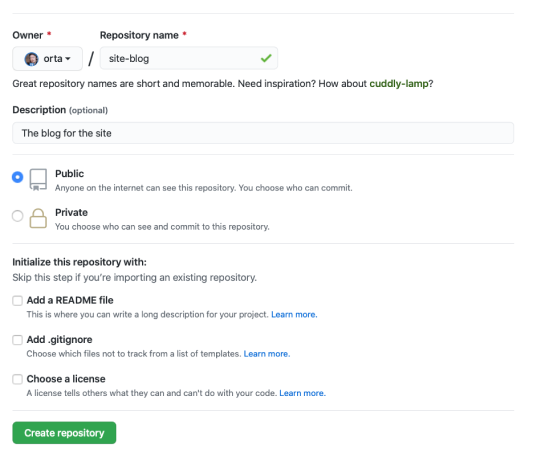 Owner * Repository name *
orta / site-blog
Great repository names are short and memorable. Need inspiration? How about cuddly-lamp?
Description (optional)
The blog for the site
Public
Anyone on the internet can see this repository. You choose who can commit.
Private
You choose who can see and commit to this repository.
Initialize this repository with:
Skip this step if you’re importing an existing repository.
Add a README file
This is where you can write a long description for your project. Learn more.
Add .gitignore
Choose which files not to track from a list of templates. Learn more.
Choose a license
A license tells others what they can and can't do with your code. Learn more.
Create repository